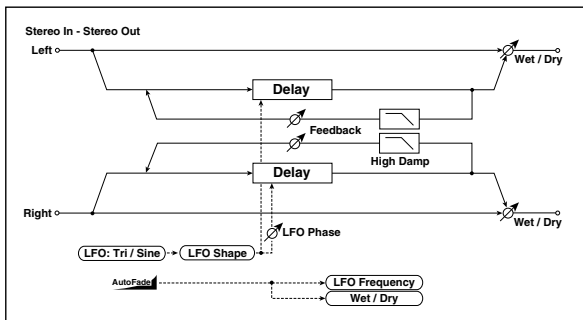 Stereo In - Stereo Out
Left
Wet / Dry
Delay
Feedback
High Damp
Delay
Right
Wet / Dry
LFO Phase
LFO: Tri / Sine
LFO Shape
AutoFade
LFO Frequency
Wet / Dry